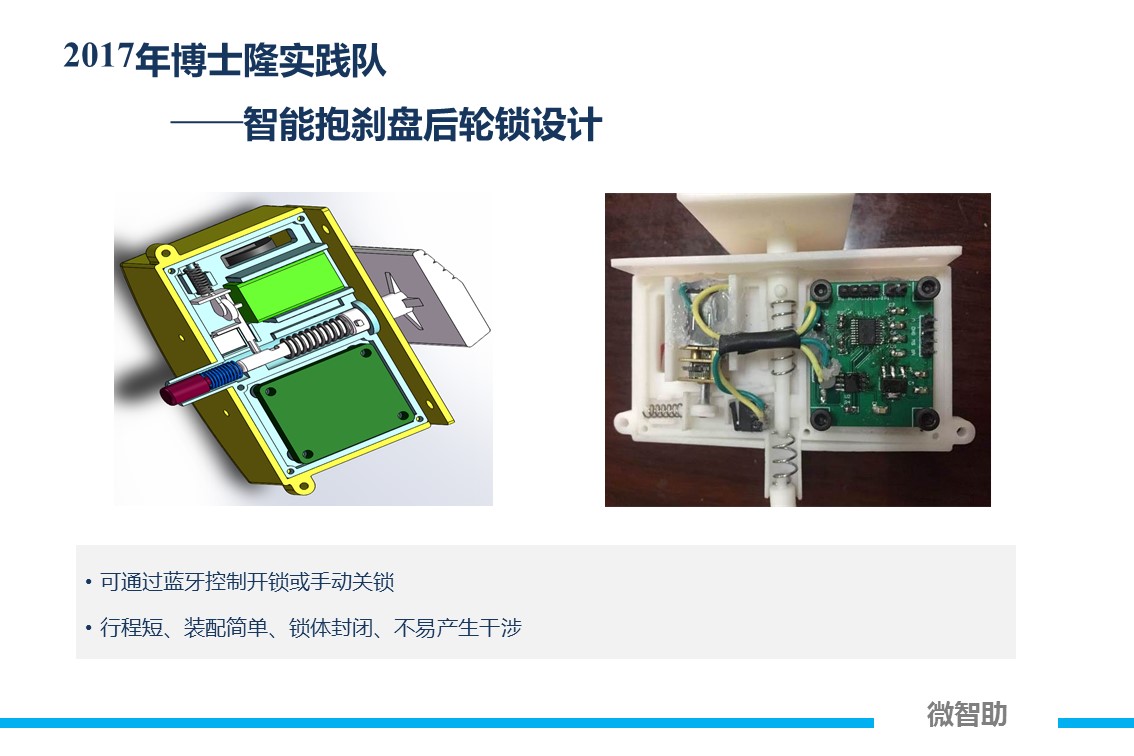 2017年博士隆实践队
——智能抱刹盘后轮锁设计
• 可通过蓝牙控制开锁或手动关锁
• 行程短、装配简单、锁体封闭、不易产生干涉
微智助